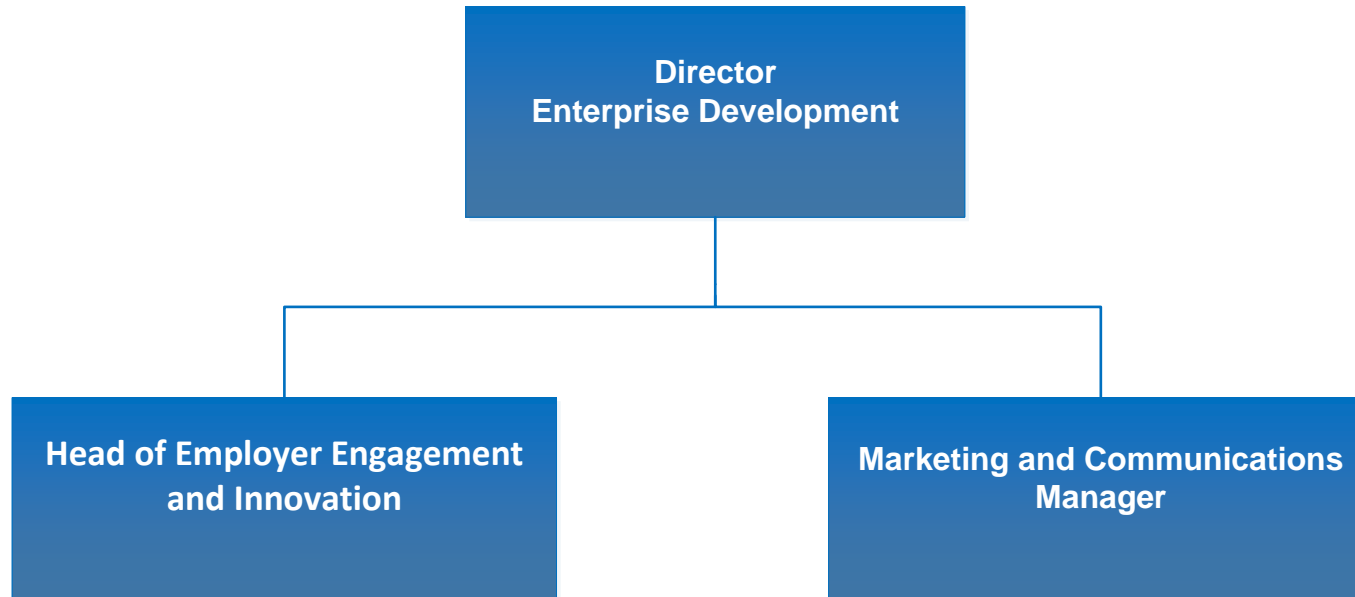 Director
Enterprise Development
Head of Employer Engagement
and Innovation
Marketing and Communications
Manager